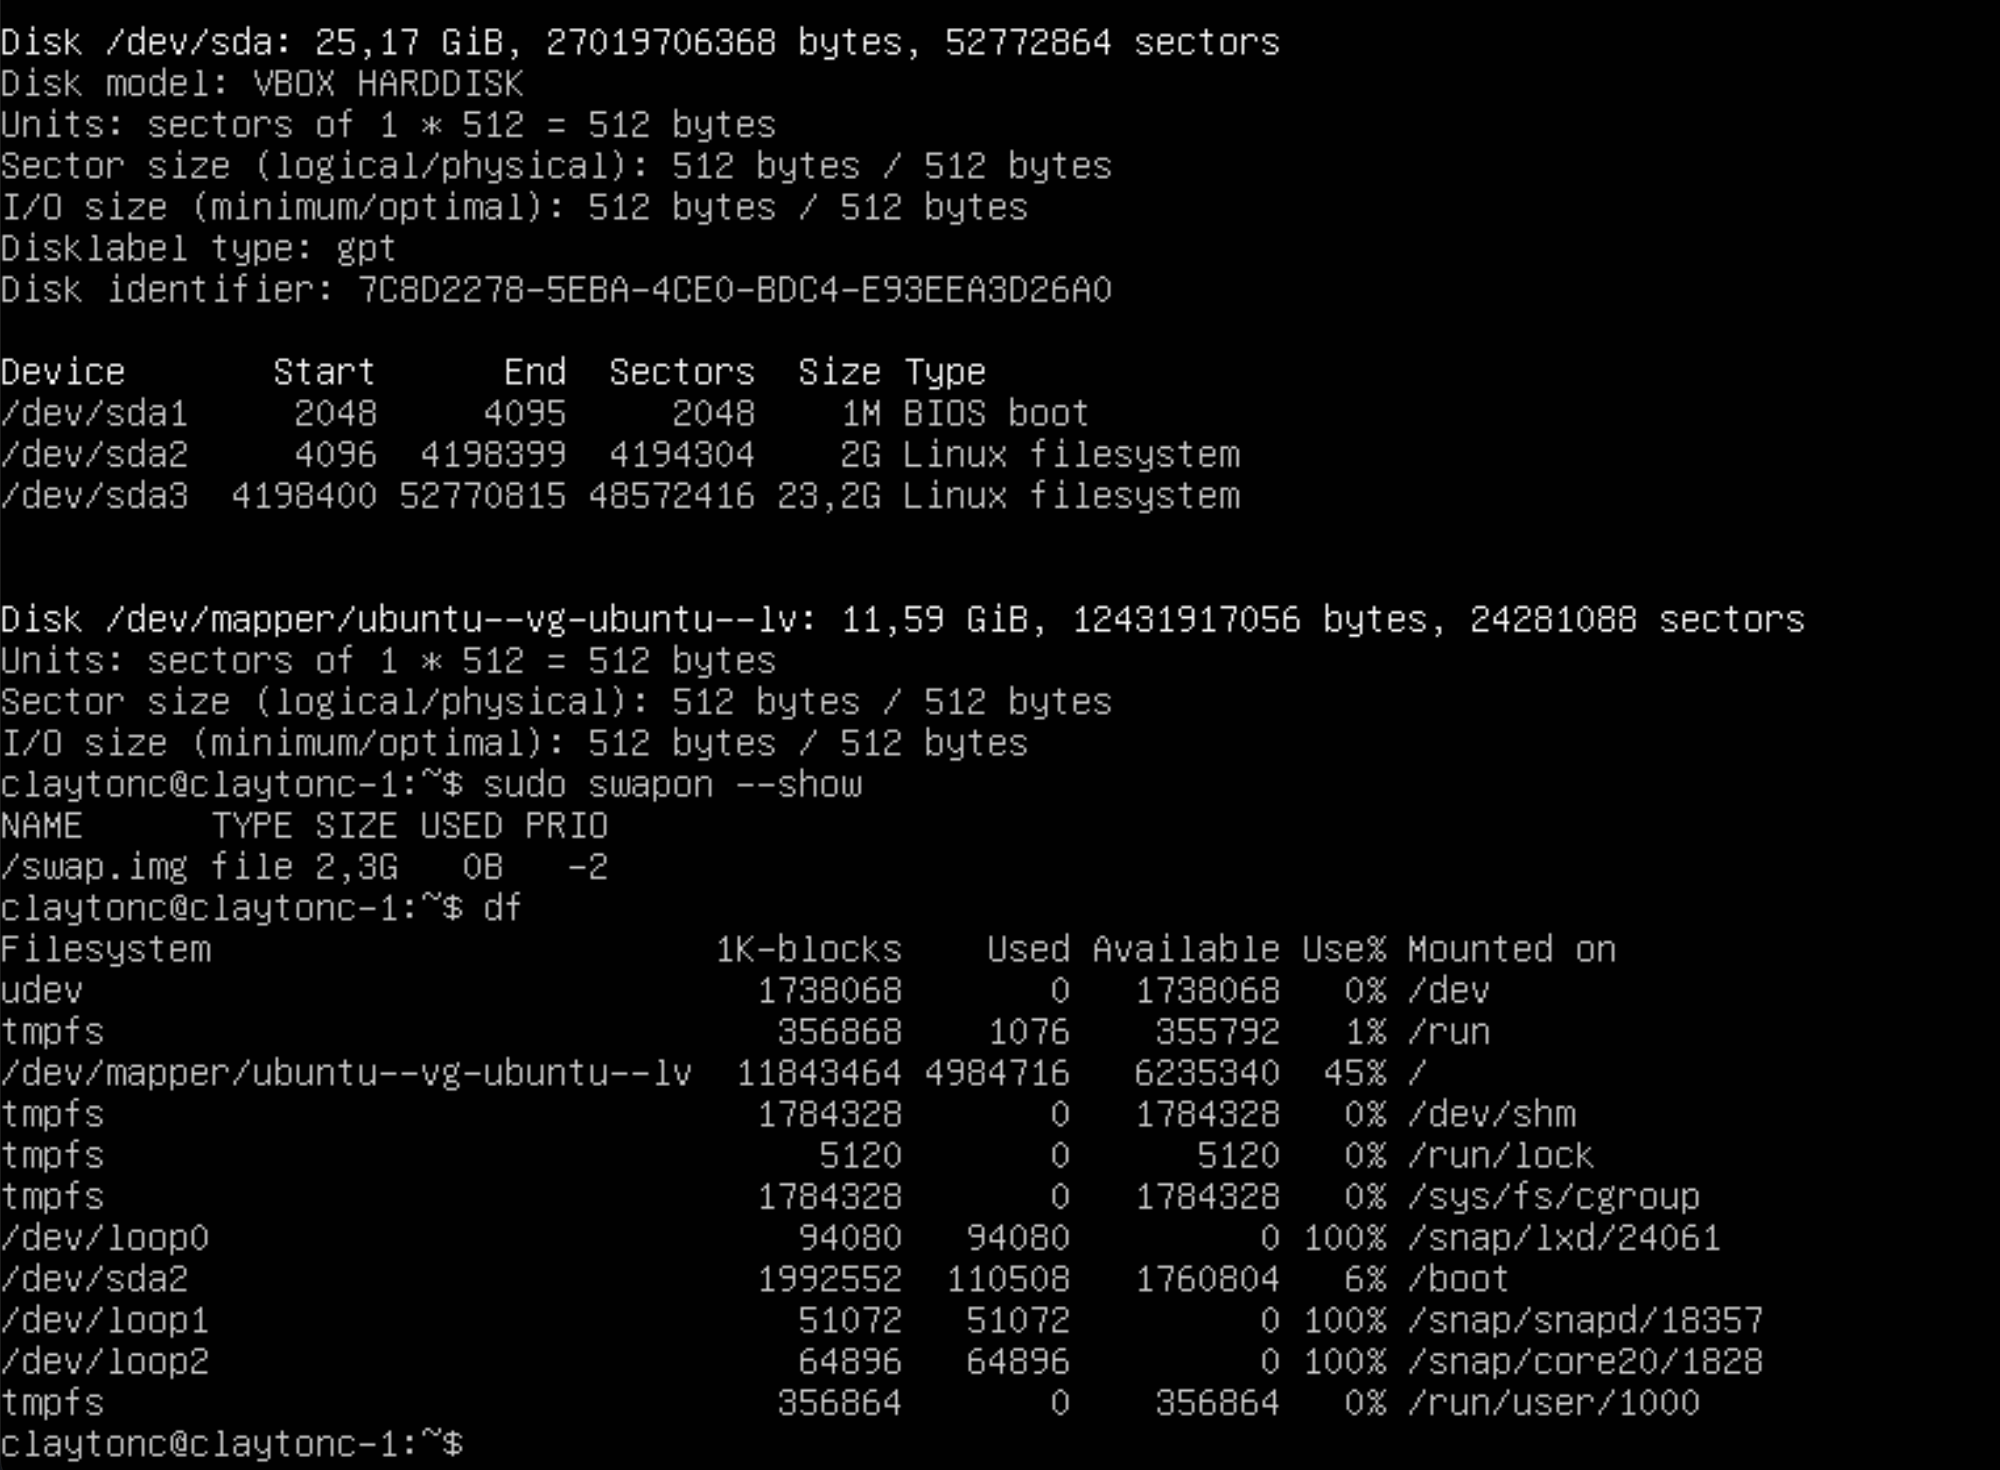 Disk /dev/sda: 25,17 GiB, 27019706368 bytes, 52772864 sectors
Disk model: VBOX HARDDISK
Units: sectors of 1 * 512 = 512 bytes
Sector size (logical/physical): 512 bytes / 512 bytes
I/O size (minimum/optimal): 512 bytes / 512 bytes
Disklabel type: gpt
Disk identifier: 7C8D2278-5EBA-4CE0-BDC4-E93EEA3D26A0

Device       Start      End  Sectors  Size Type
/dev/sda1     2048     4095     2048    1M BIOS boot
/dev/sda2     4096  4198399  4194304    2G Linux filesystem
/dev/sda3  4198400 52770815 48572416 23,2G Linux filesystem

Disk /dev/mapper/ubuntu--vg-ubuntu--lv: 11,59 GiB, 12431917056 bytes, 24281088 sectors
Units: sectors of 1 * 512 = 512 bytes
Sector size (logical/physical): 512 bytes / 512 bytes
I/O size (minimum/optimal): 512 bytes / 512 bytes
claytonc@claytonc-1:~$ sudo swapon --show
NAME      TYPE SIZE USED PRIO
/swap.img file 2,3G   0B   -2
claytonc@claytonc-1:~$ df
Filesystem                        1K-blocks    Used Available Use% Mounted on
udev                                1738068       0   1738068   0% /dev
tmpfs                                356868    1076    355792   1% /run
/dev/mapper/ubuntu--vg-ubuntu--lv  11843464 4984716   6235340  45% /
tmpfs                               1784328       0   1784328   0% /dev/shm
tmpfs                                  5120       0      5120   0% /run/lock
tmpfs                               1784328       0   1784328   0% /sys/fs/cgroup
/dev/loop0                            94080   94080         0 100% /snap/lxd/24061
/dev/sda2                           1992552  110508   1760804   6% /boot
/dev/loop1                            51072   51072         0 100% /snap/snapd/18357
/dev/loop2                            64896   64896         0 100% /snap/core20/1828
tmpfs                                356864       0    356864   0% /run/user/1000
claytonc@claytonc-1:~$